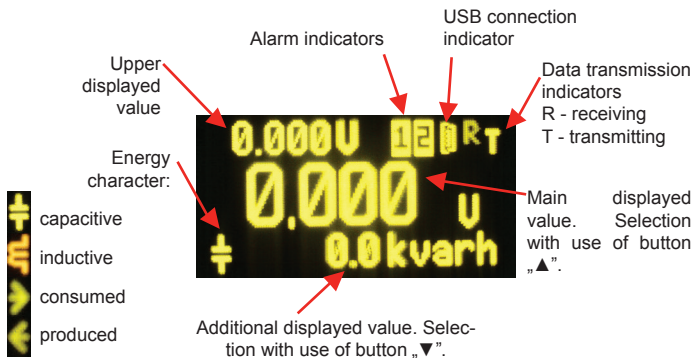 USB connection
indicator
Alarm indicators
Upper
displayed
value
Data transmission
indicators
R - receiving
T - transmitting
0.000V 12 R T
Energy
character:
0.000 V
Main displayed
value. Selection
with use of button
„▲”.
capacitive
0.0 kvarh
inductive
consumed
produced
Additional displayed value. Selec-
tion with use of button „▼”.